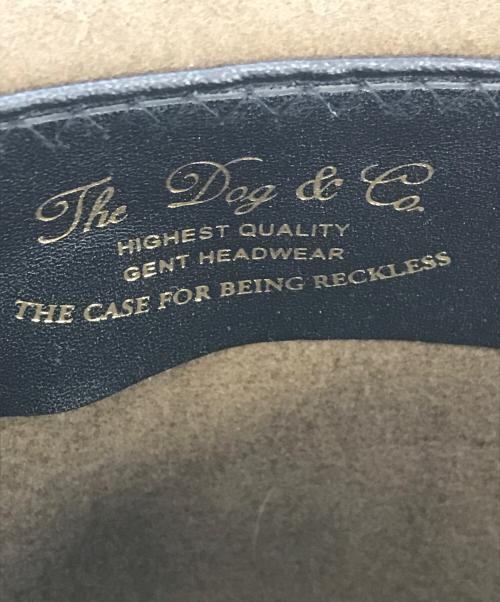 The Dog & Co.
HIGHEST QUALITY
GENT HEADWEAR
THE CASE FOR BEING RECKLESS